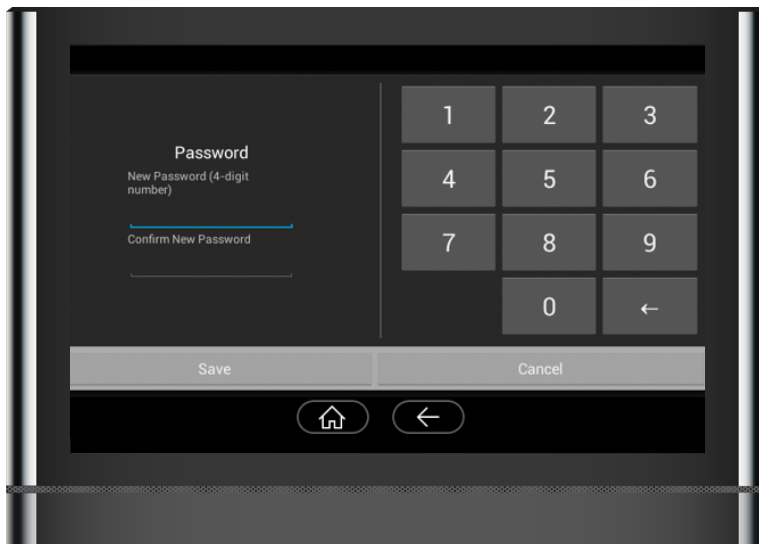 Password
New Password (4-digit
number)
Confirm New Password
1 2 3
4 5 6
7 8 9
0 ←
Save Cancel